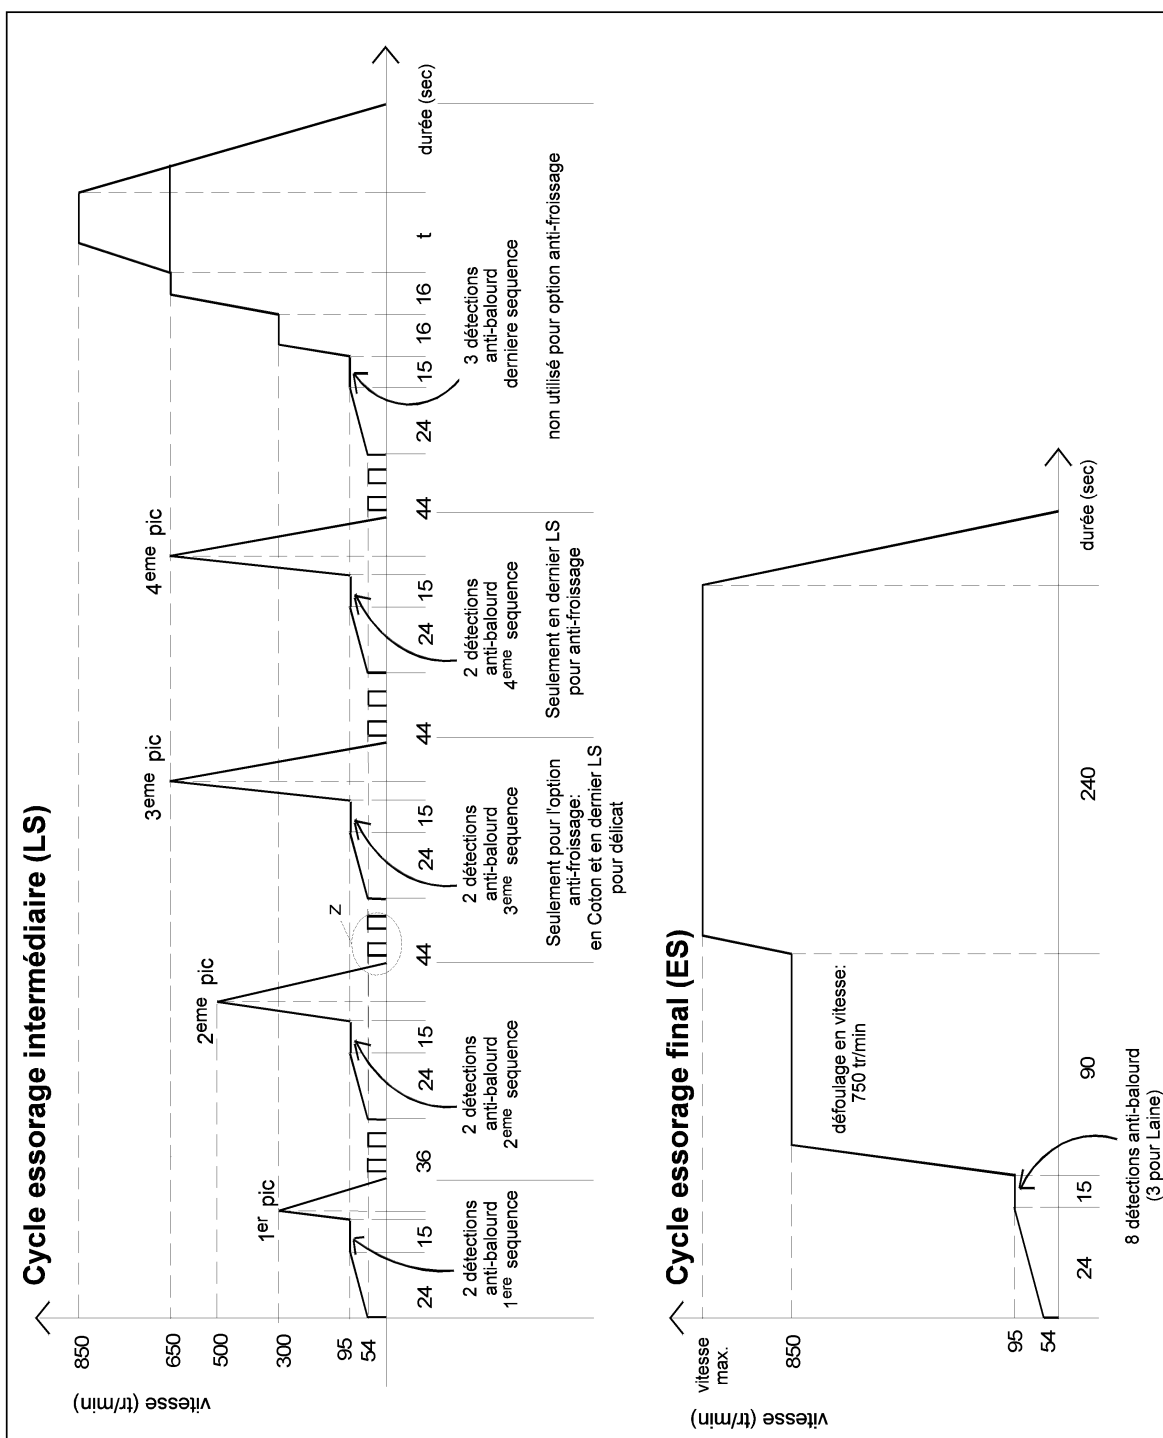 Cycle essorage intermédiaire (LS)
vitesse (tr/min)
850
650
500
300
95
54
1er pic
2eme pic
3eme pic
4eme pic
Z
24
15
36
24
15
44
24
15
44
24
15
44
24
15
16
16
t
durée (sec)
2 détections
anti-balourd
1ere sequence
2 détections
anti-balourd
2eme sequence
2 détections
anti-balourd
3eme sequence
2 détections
anti-balourd
4eme sequence
3 détections
anti-balourd
derniere sequence
Seulement pour l'option
anti-froissage:
en Coton et en dernier LS
pour délicat
Seulement en dernier LS
pour anti-froissage
non utilisé pour option anti-froissage
Cycle essorage final (ES)
vitesse (tr/min)
vitesse
max.
850
95
54
défoulage en vitesse:
750 tr/min
24
15
90
240
durée (sec)
8 détections anti-balourd
(3 pour Laine)